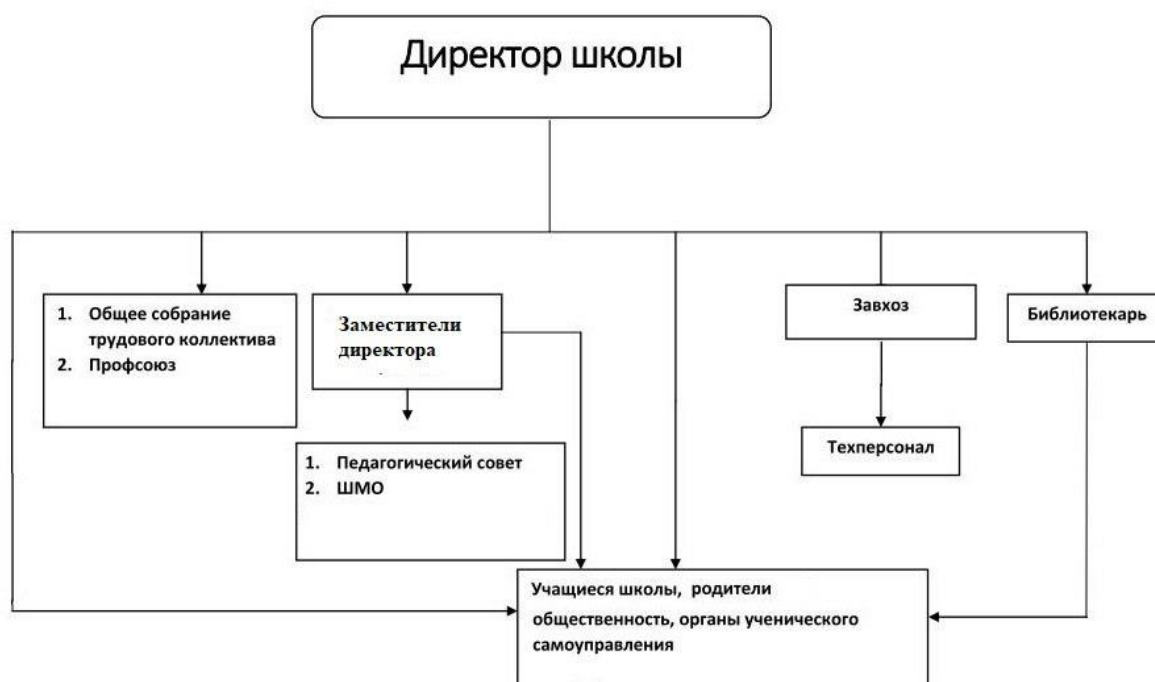 Директор школы
1. Общее собрание
трудового коллектива
2. Профсоюз
Заместители
директора
Завхоз
Библиотекарь
Техперсонал
1. Педагогический совет
2. ШМО
Учащиеся школы, родители
общественность, органы ученического
самоуправления